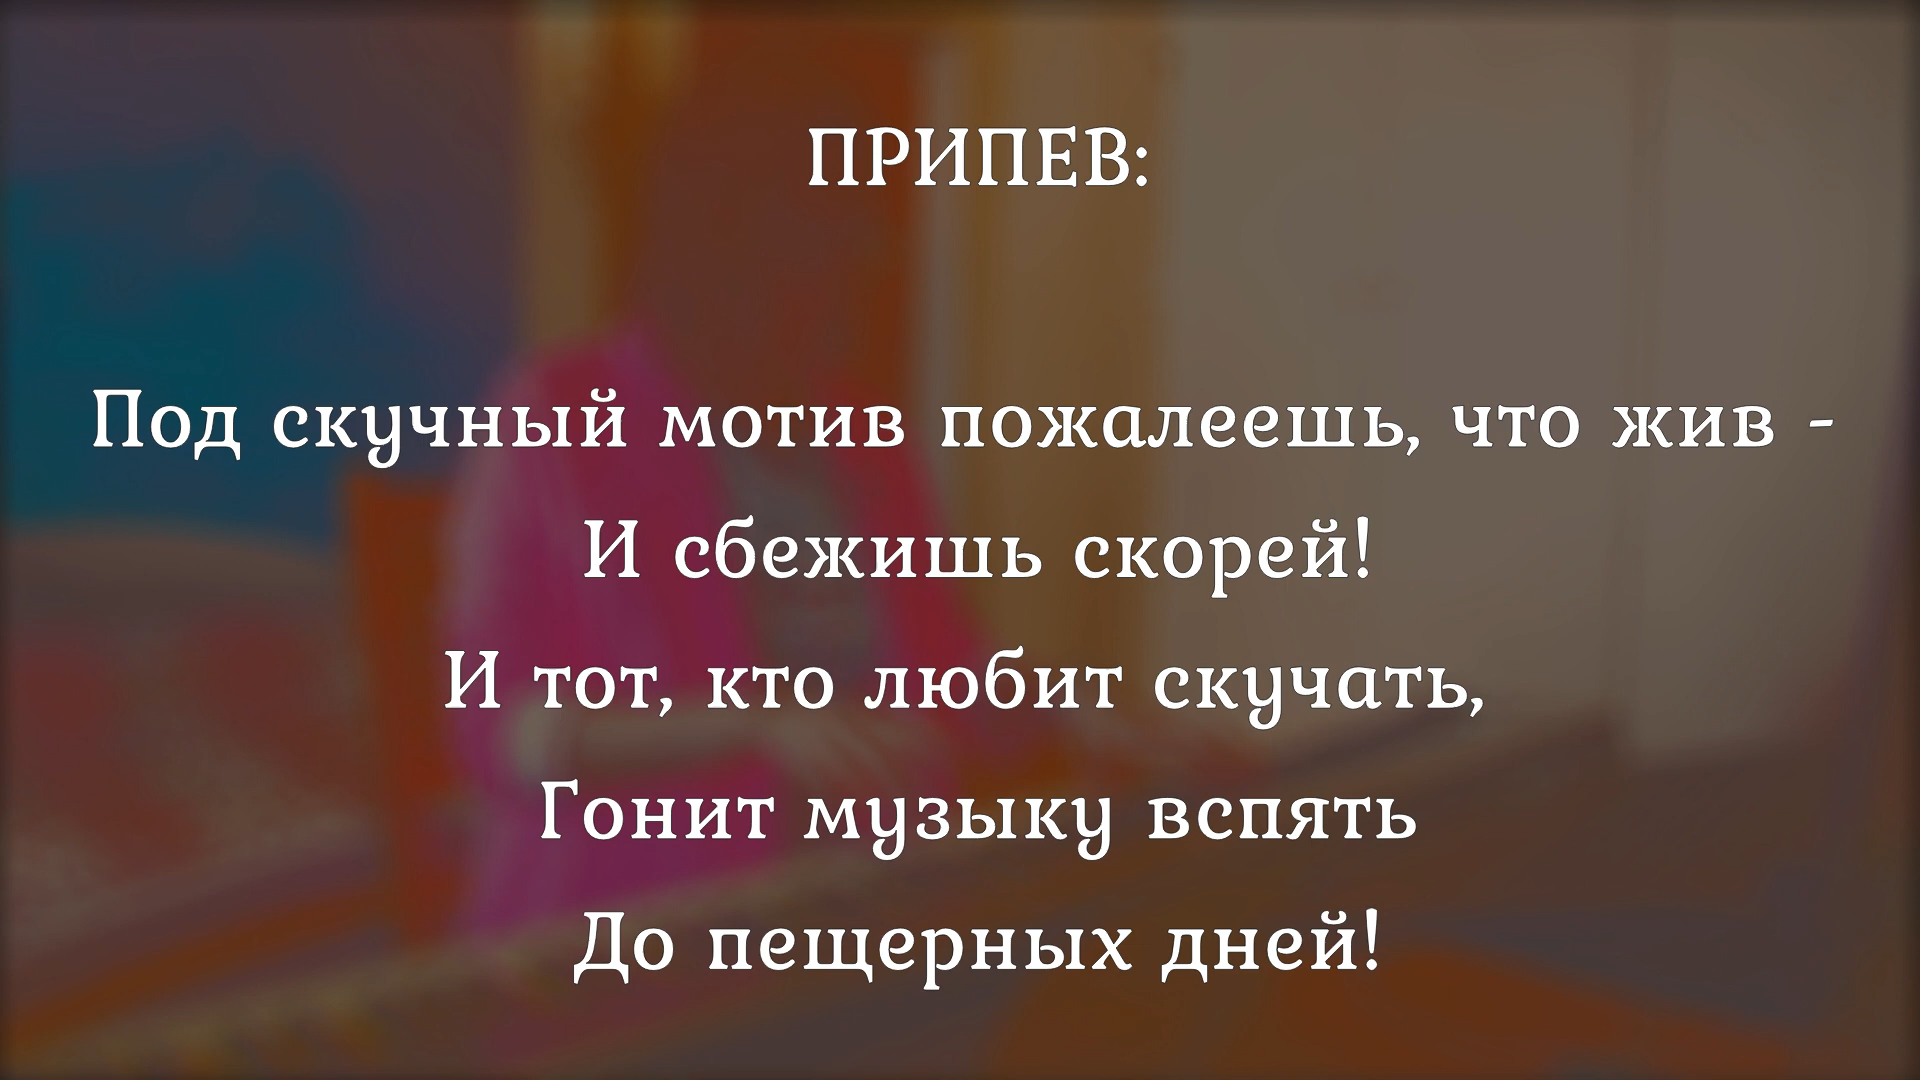 ПРИПЕВ:
Под скучный мотив пожалеешь, что жив -
И сбежишь скорей!
И тот, кто любит скучать,
Гонит музыку вспять
До пещерных дней!